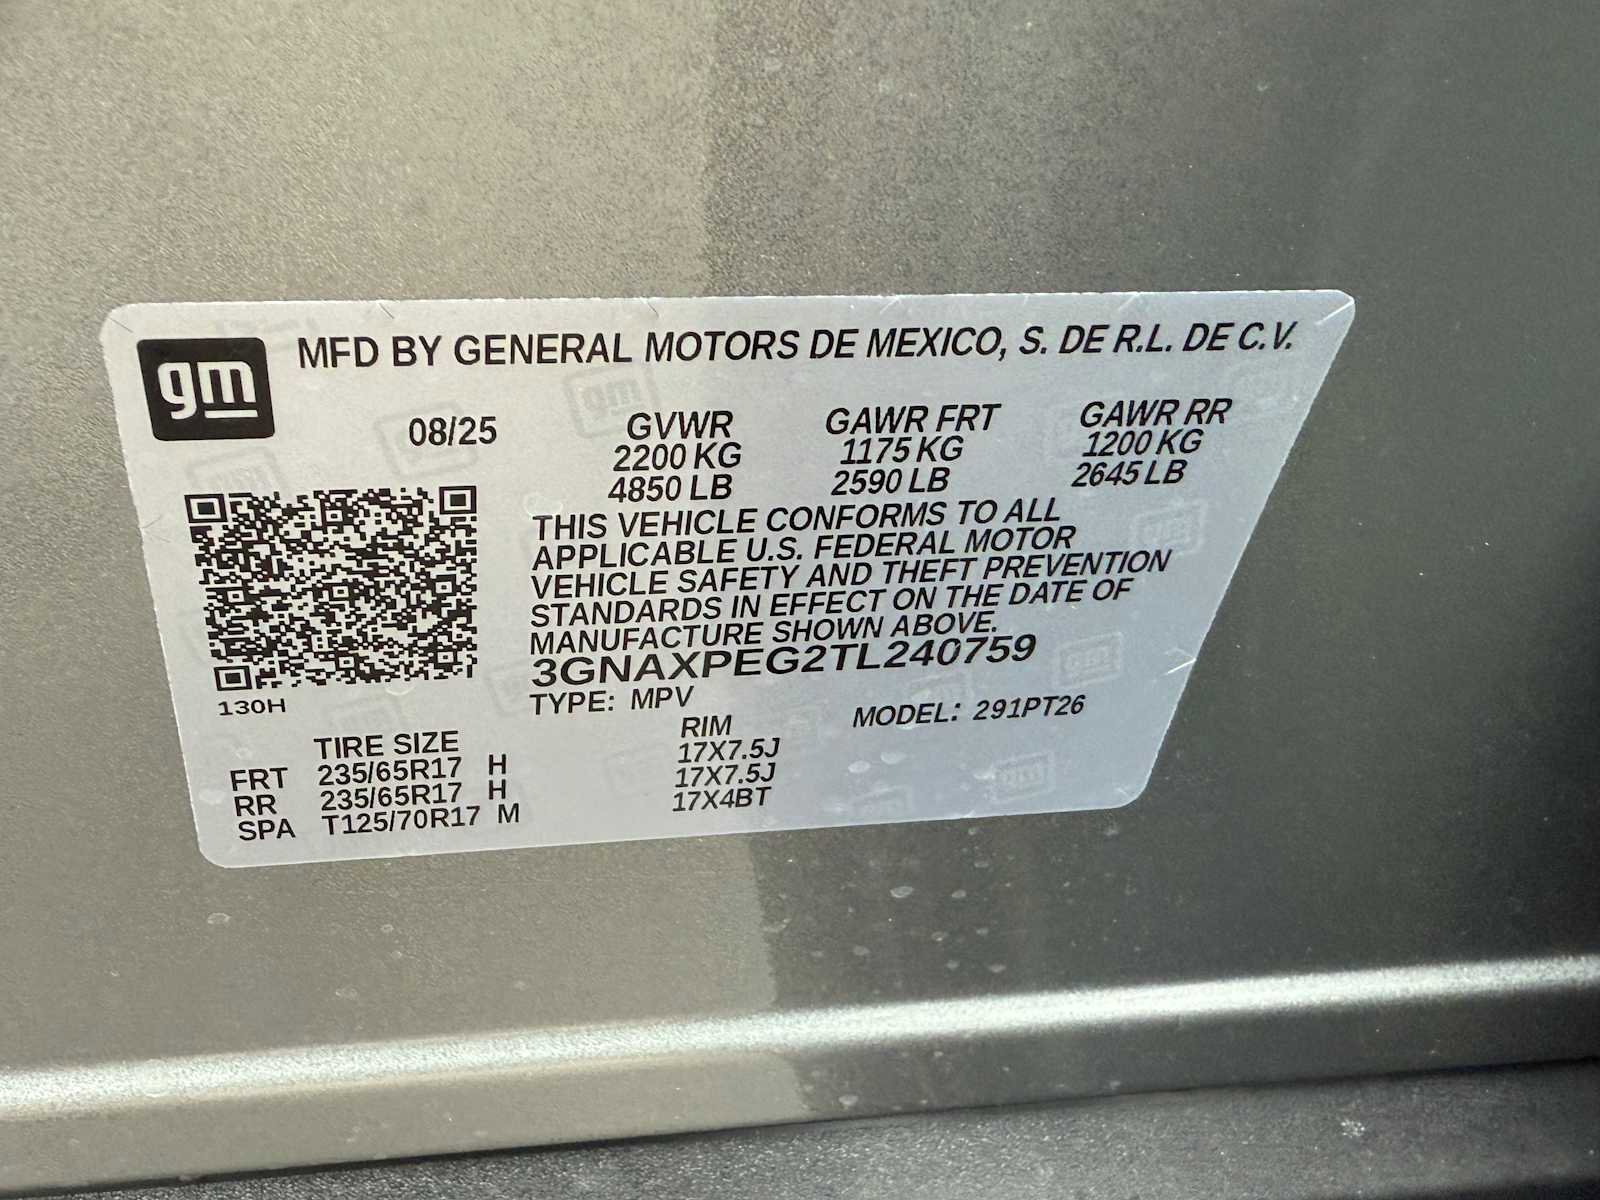 gm
MFD BY GENERAL MOTORS DE MEXICO, S. DE R.L. DE C.V.
08/25 GVWR GAWR FRT GAWR RR
2200 KG 1175 KG 1200 KG
4850 LB 2590 LB 2645 LB
THIS VEHICLE CONFORMS TO ALL
APPLICABLE U.S. FEDERAL MOTOR
VEHICLE SAFETY AND THEFT PREVENTION
STANDARDS IN EFFECT ON THE DATE OF
MANUFACTURE SHOWN ABOVE.
3GNAXPEG2TL240759
130H
TYPE: MPV MODEL: 291PT26
TIRE SIZE RIM
FRT 235/65R17 H 17X7.5J
RR 235/65R17 H 17X7.5J
SPA T125/70R17 M 17X4BT